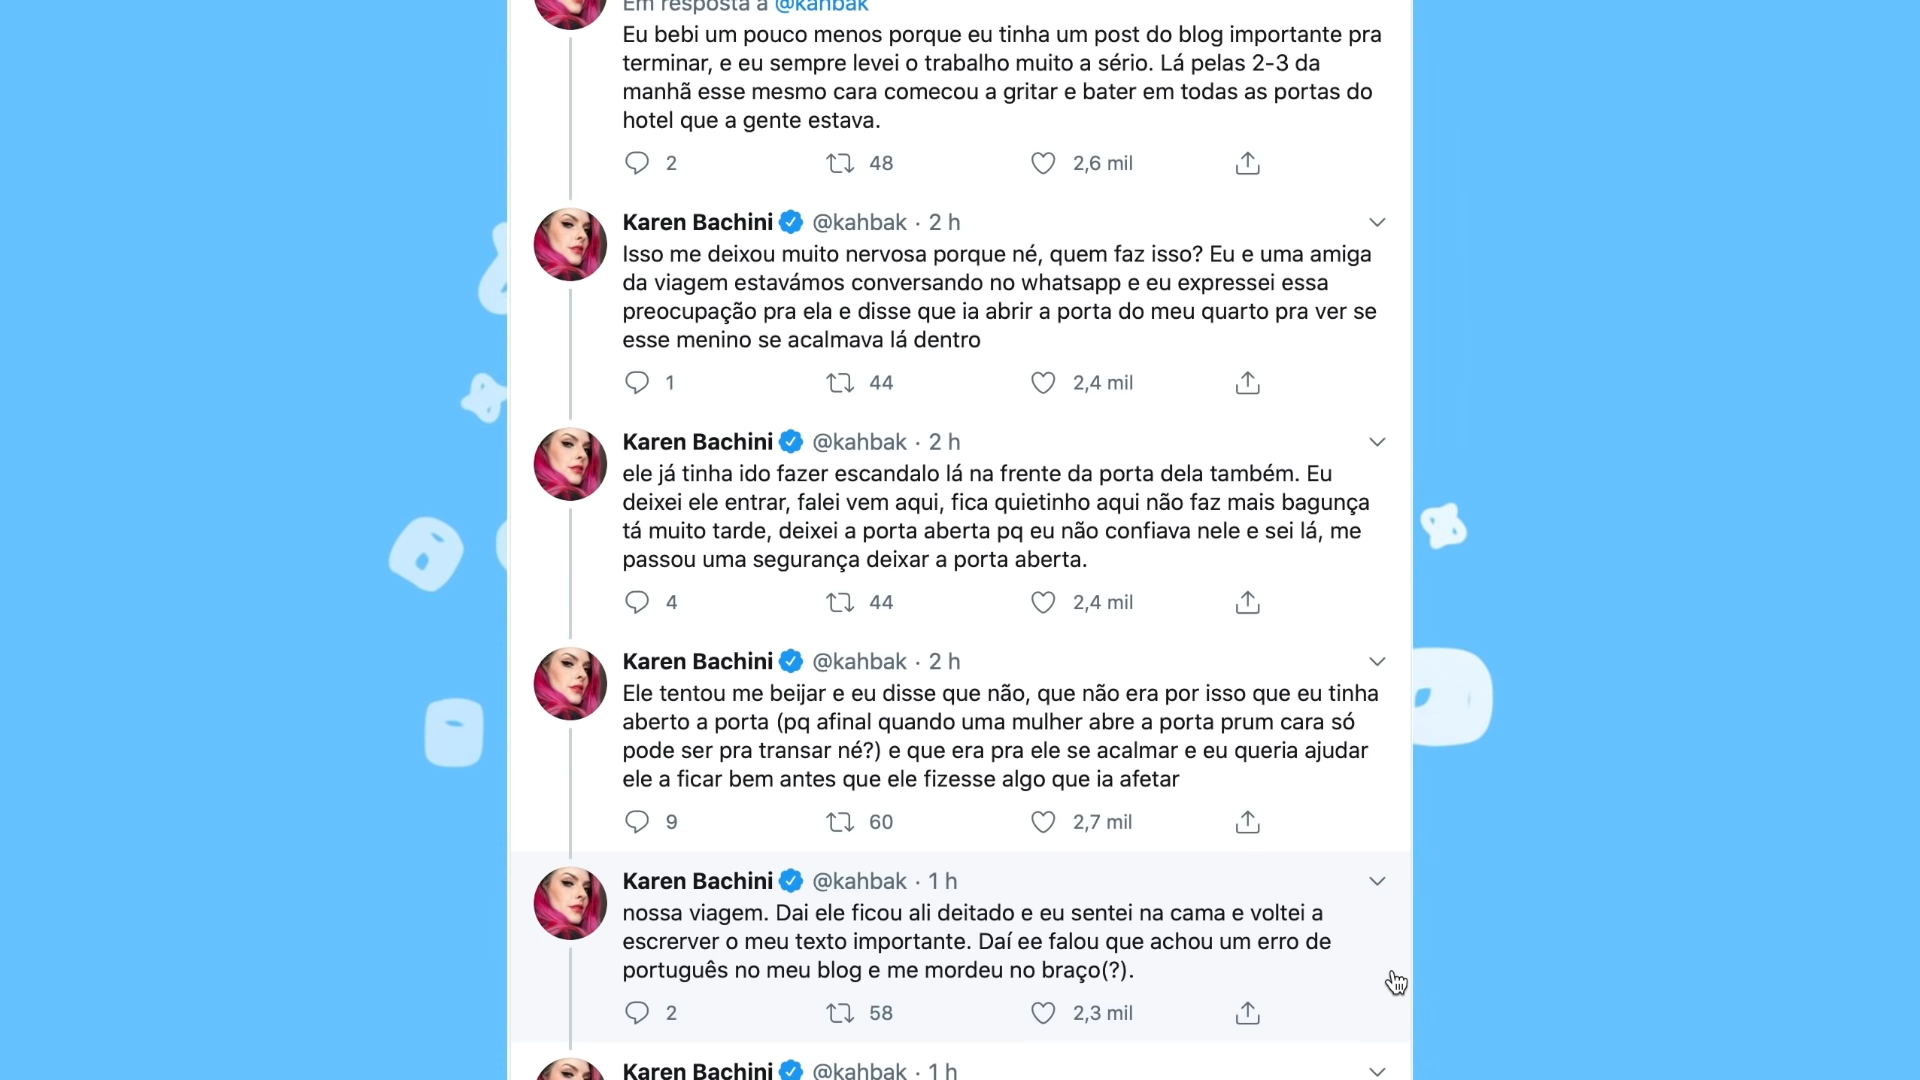 Em resposta a @kahbak
Eu bebi um pouco menos porque eu tinha um post do blog importante pra
terminar, e eu sempre levei o trabalho muito a sério. Lá pelas 2-3 da
manhã esse mesmo cara comecou a gritar e bater em todas as portas do
hotel que a gente estava.
2 48 2,6 mil
Karen Bachini @kahbak · 2 h
Isso me deixou muito nervosa porque né, quem faz isso? Eu e uma amiga
da viagem estavámos conversando no whatsapp e eu expressei essa
preocupação pra ela e disse que ia abrir a porta do meu quarto pra ver se
esse menino se acalmava lá dentro
1 44 2,4 mil
Karen Bachini @kahbak · 2 h
ele já tinha ido fazer escandalo lá na frente da porta dela também. Eu
deixei ele entrar, falei vem aqui, fica quietinho aqui não faz mais bagunça
tá muito tarde, deixei a porta aberta pq eu não confiava nele e sei lá, me
passou uma segurança deixar a porta aberta.
4 44 2,4 mil
Karen Bachini @kahbak · 2 h
Ele tentou me beijar e eu disse que não, que não era por isso que eu tinha
aberto a porta (pq afinal quando uma mulher abre a porta prum cara só
pode ser pra transar né?) e que era pra ele se acalmar e eu queria ajudar
ele a ficar bem antes que ele fizesse algo que ia afetar
9 60 2,7 mil
Karen Bachini @kahbak · 1 h
nossa viagem. Dai ele ficou ali deitado e eu sentei na cama e voltei a
escrerver o meu texto importante. Daí ee falou que achou um erro de
português no meu blog e me mordeu no braço(?).
2 58 2,3 mil
Karen Bachini @kahbak · 1 h